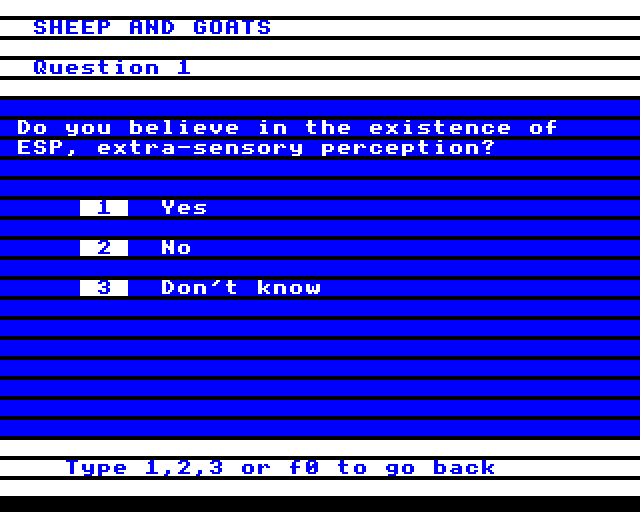 SHEEP AND GOATS
Question 1
Do you believe in the existence of
ESP, extra-sensory perception?
1 Yes
2 No
3 Don't know
Type 1,2,3 or f0 to go back